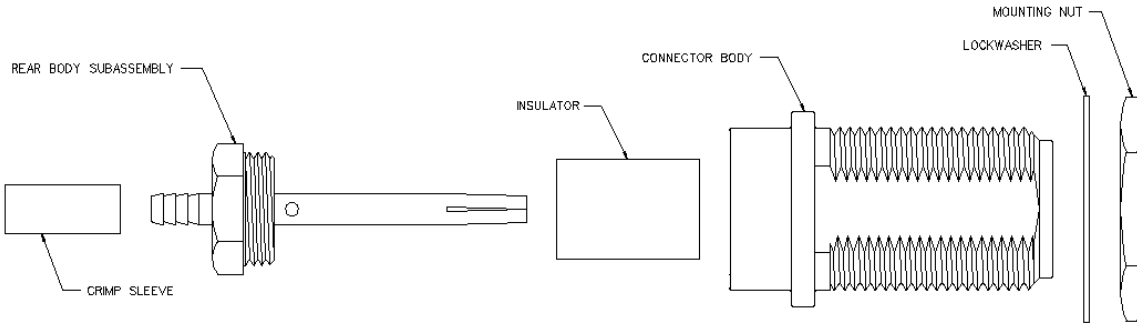 MOUNTING NUT
LOCKWASHER
CONNECTOR BODY
REAR BODY SUBASSEMBLY
INSULATOR
CRIMP SLEEVE